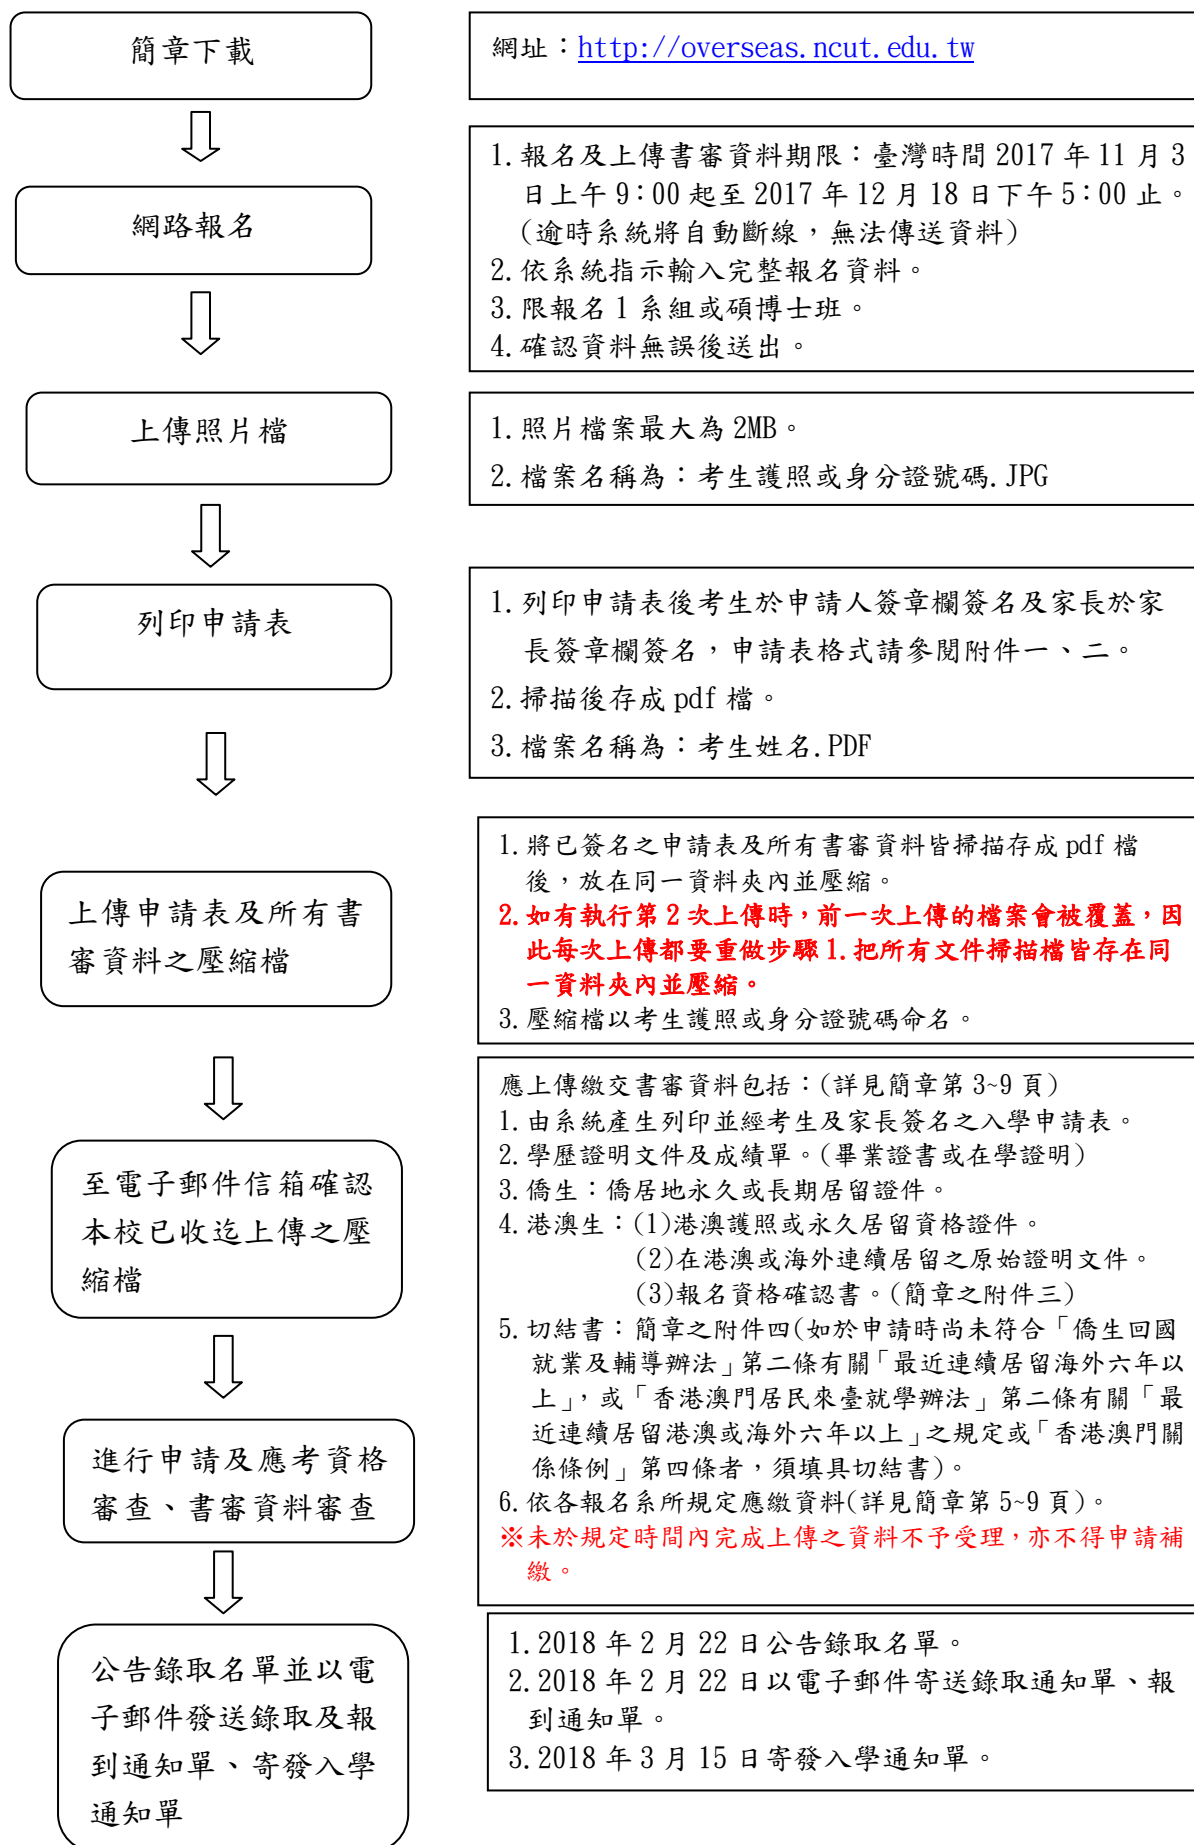 簡章下載
網址：http://overseas.ncut.edu.tw
網路報名
1.報名及上傳書審資料期限：臺灣時間 2017 年 11 月 3
日上午 9：00 起至 2017 年 12 月 18 日下午 5：00 止。
(逾時系統將自動斷線，無法傳送資料)
2.依系統指示輸入完整報名資料。
3.限報名 1 系組或碩博士班。
4.確認資料無誤後送出。
上傳照片檔
1.照片檔案最大為 2MB。
2.檔案名稱為：考生護照或身分證號碼.JPG
列印申請表
1.列印申請表後考生於申請人簽章欄簽名及家長於家
長簽章欄簽名，申請表格式請參閱附件一、二。
2.掃描後存成 pdf 檔。
3.檔案名稱為：考生姓名.PDF
上傳申請表及所有書
審資料之壓縮檔
1.將已簽名之申請表及所有書審資料皆掃描存成 pdf 檔
後，放在同一資料夾內並壓縮。
2.如有執行第 2 次上傳時，前一次上傳的檔案會被覆蓋，因
此每次上傳都要重做步驟 1.把所有文件掃描檔皆存在同
一資料夾內並壓縮。
3.壓縮檔以考生護照或身分證號碼命名。
至電子郵件信箱確認
本校已收迄上傳之壓
縮檔
應上傳繳交書審資料包括：(詳見簡章第 3~9 頁)
1.由系統產生列印並經考生及家長簽名之入學申請表。
2.學歷證明文件及成績單。(畢業證書或在學證明)
3.僑生：僑居地永久或長期居留證件。
4.港澳生：(1)港澳護照或永久居留資格證件。
(2)在港澳或海外連續居留之原始證明文件。
(3)報名資格確認書。(簡章之附件三)
5.切結書：簡章之附件四(如於申請時尚未符合「僑生回國
就業及輔導辦法」第二條有關「最近連續居留海外六年以
上」，或「香港澳門居民來臺就學辦法」第二條有關「最
近連續居留港澳或海外六年以上」之規定或「香港澳門關
係條例」第四條者，須填具切結書)。
6.依各報名系所規定應繳資料(詳見簡章第 5~9 頁)。
※未於規定時間內完成上傳之資料不予受理，亦不得申請補
繳。
進行申請及應考資格
審查、書審資料審查
公告錄取名單並以電
子郵件發送錄取及報
到通知單、寄發入學
通知單
1.2018 年 2 月 22 日公告錄取名單。
2.2018 年 2 月 22 日以電子郵件寄送錄取通知單、報
到通知單。
3.2018 年 3 月 15 日寄發入學通知單。